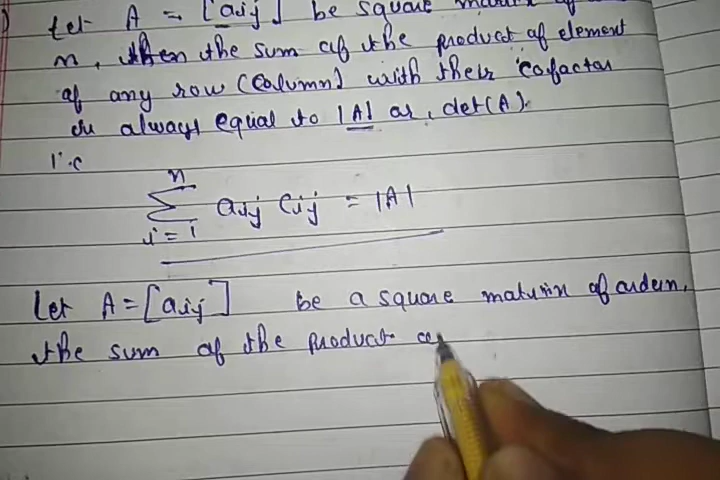 Let A = [aij] be square matrix of
n, then the sum of the product of element
of any row (column) with their cofactor
is always equal to |A| or, det(A).
i.e
n
∑ aij cij = |A|
i = 1
Let A = [aij] be a square matrix of order n,
the sum of the product o